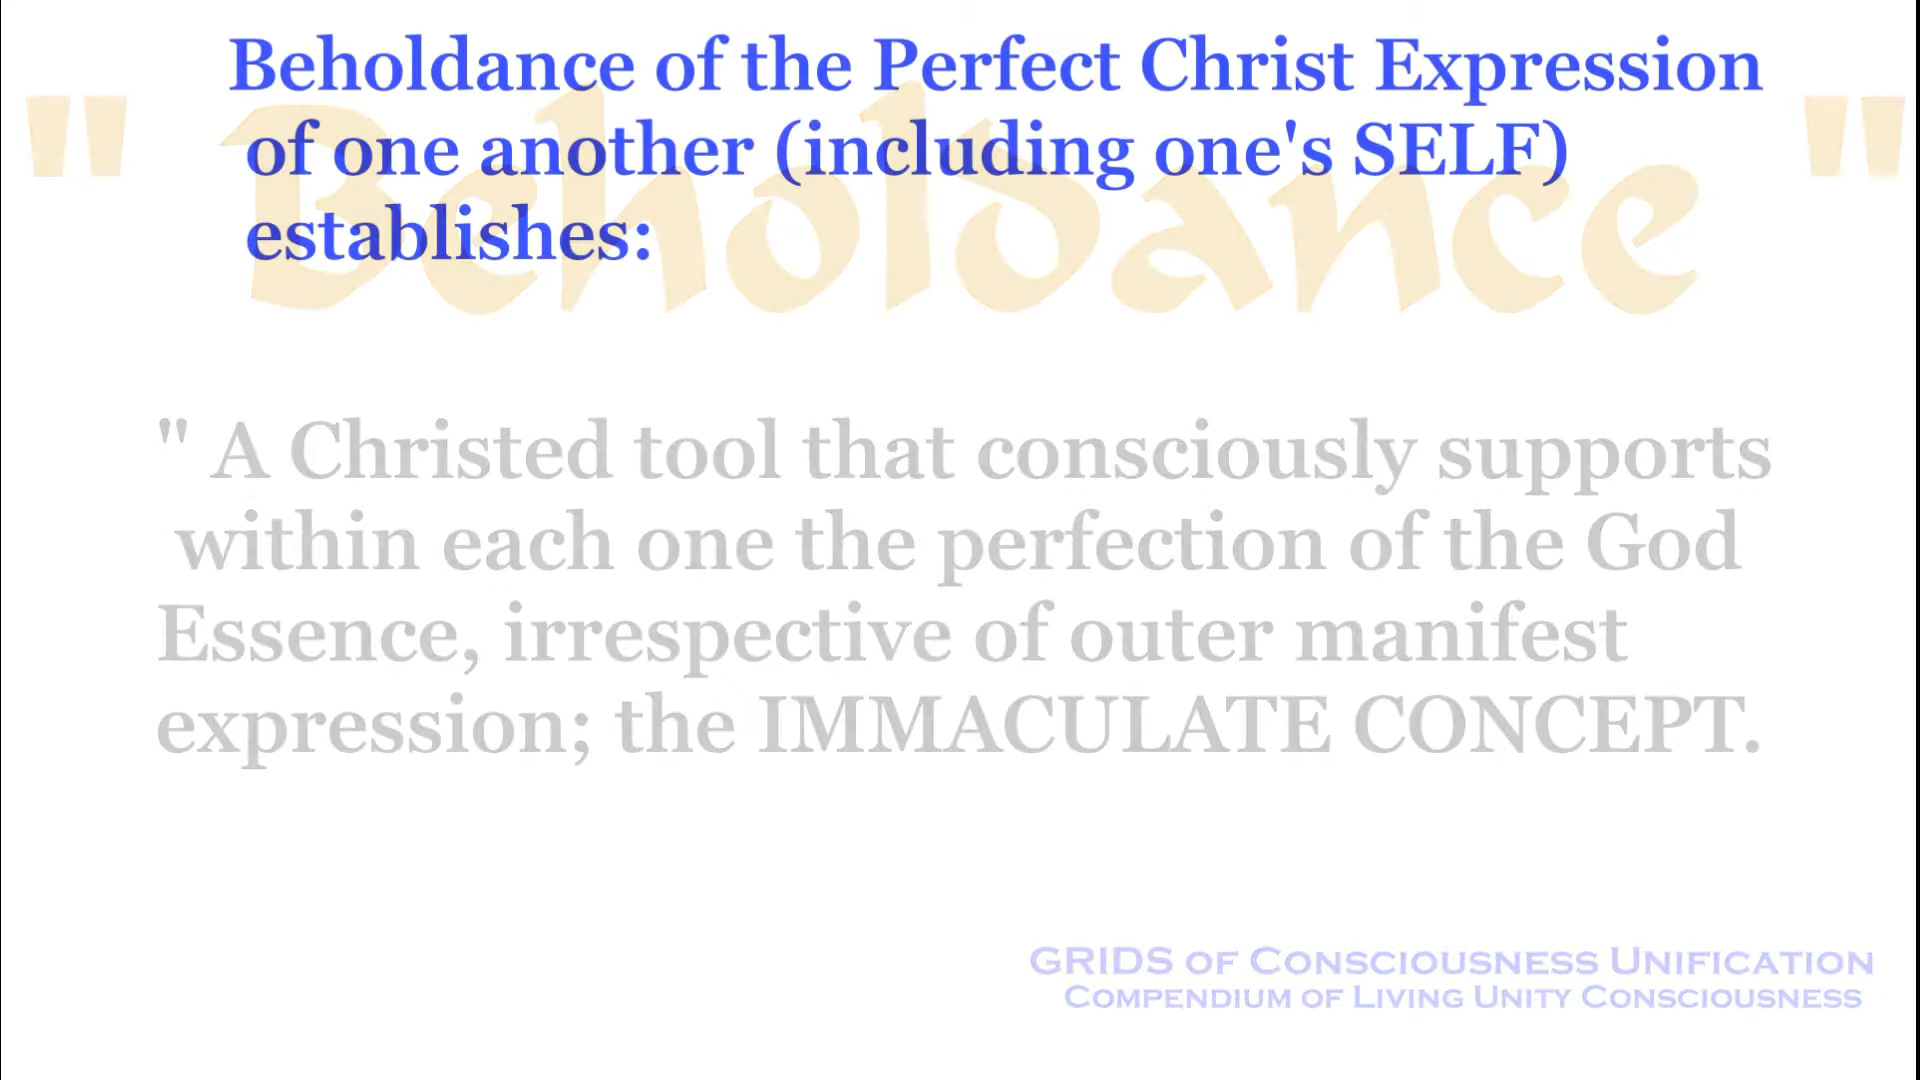 Beholdance of the Perfect Christ Expression
of one another (including one's SELF)
establishes:
" Beholdance "
" A Christed tool that consciously supports
within each one the perfection of the God
Essence, irrespective of outer manifest
expression; the IMMACULATE CONCEPT.
GRIDS OF CONSCIOUSNESS UNIFICATION
COMPENDIUM OF LIVING UNITY CONSCIOUSNESS